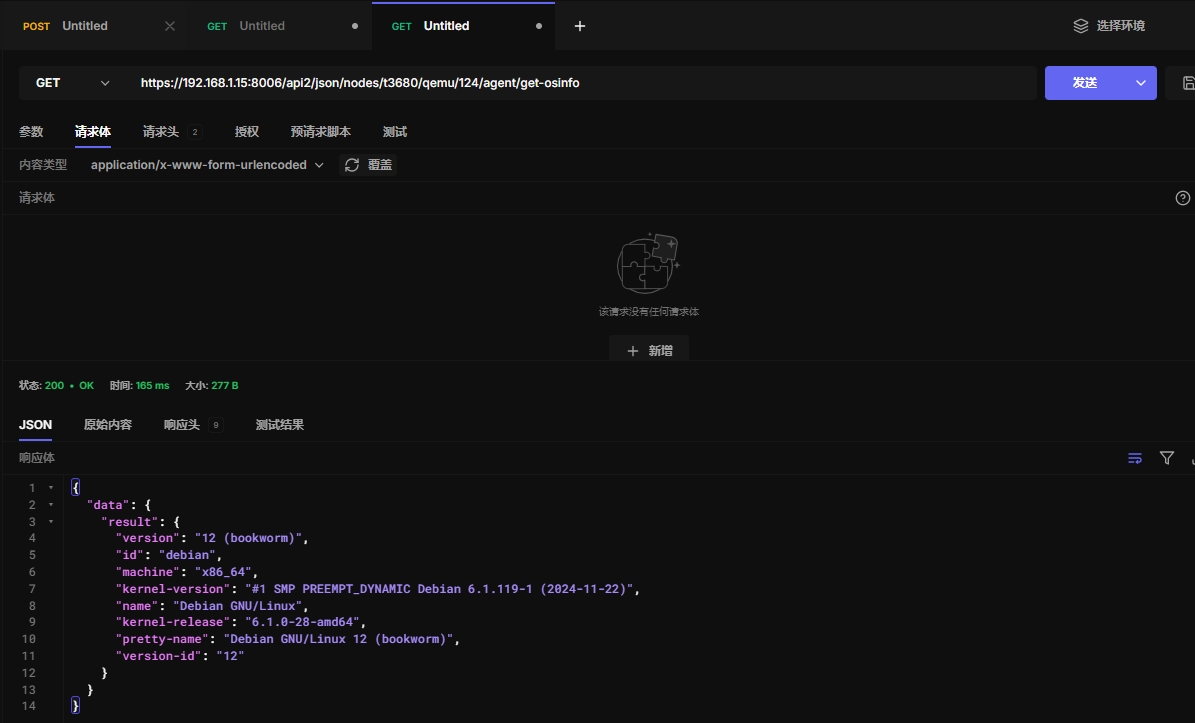 POST Untitled GET Untitled GET Untitled 选择环境
GET https://192.168.1.15:8006/api2/json/nodes/t3680/qemu/124/agent/get-osinfo 发送
参数 请求体 请求头 2 授权 预请求脚本 测试
内容类型 application/x-www-form-urlencoded 覆盖
请求体
该请求没有任何请求体
新增
状态: 200 • OK 时间: 165 ms 大小: 277 B
JSON 原始内容 响应头 9 测试结果
响应体
1 {
2 "data": {
3 "result": {
4 "version": "12 (bookworm)",
5 "id": "debian",
6 "machine": "x86_64",
7 "kernel-version": "#1 SMP PREEMPT_DYNAMIC Debian 6.1.119-1 (2024-11-22)",
8 "name": "Debian GNU/Linux",
9 "kernel-release": "6.1.0-28-amd64",
10 "pretty-name": "Debian GNU/Linux 12 (bookworm)",
11 "version-id": "12"
12 }
13 }
14 }